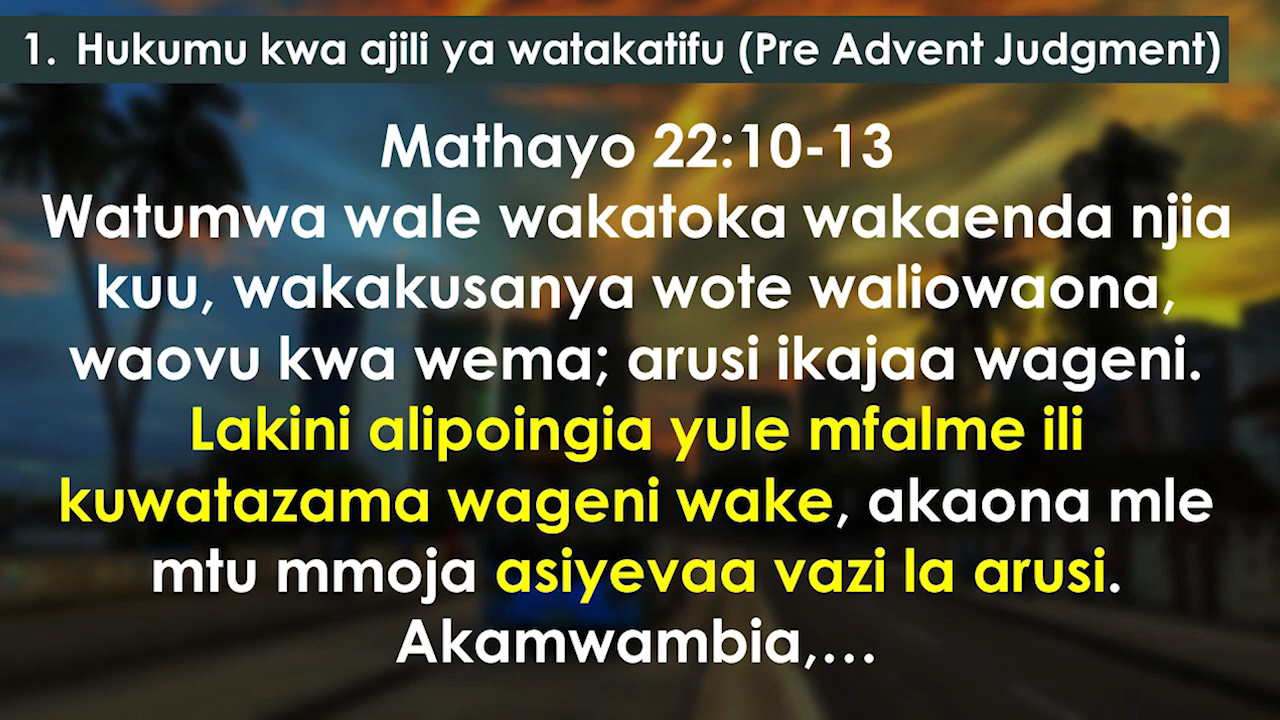 1. Hukumu kwa ajili ya watakatifu (Pre Advent Judgment)
Mathayo 22:10-13
Watumwa wale wakatoka wakaenda njia
kuu, wakakusanya wote waliowaona,
waovu kwa wema; arusi ikajaa wageni.
Lakini alipoingia yule mfalme ili
kuwatazama wageni wake, akaona mle
mtu mmoja asiyevaa vazi la arusi.
Akamwambia,...